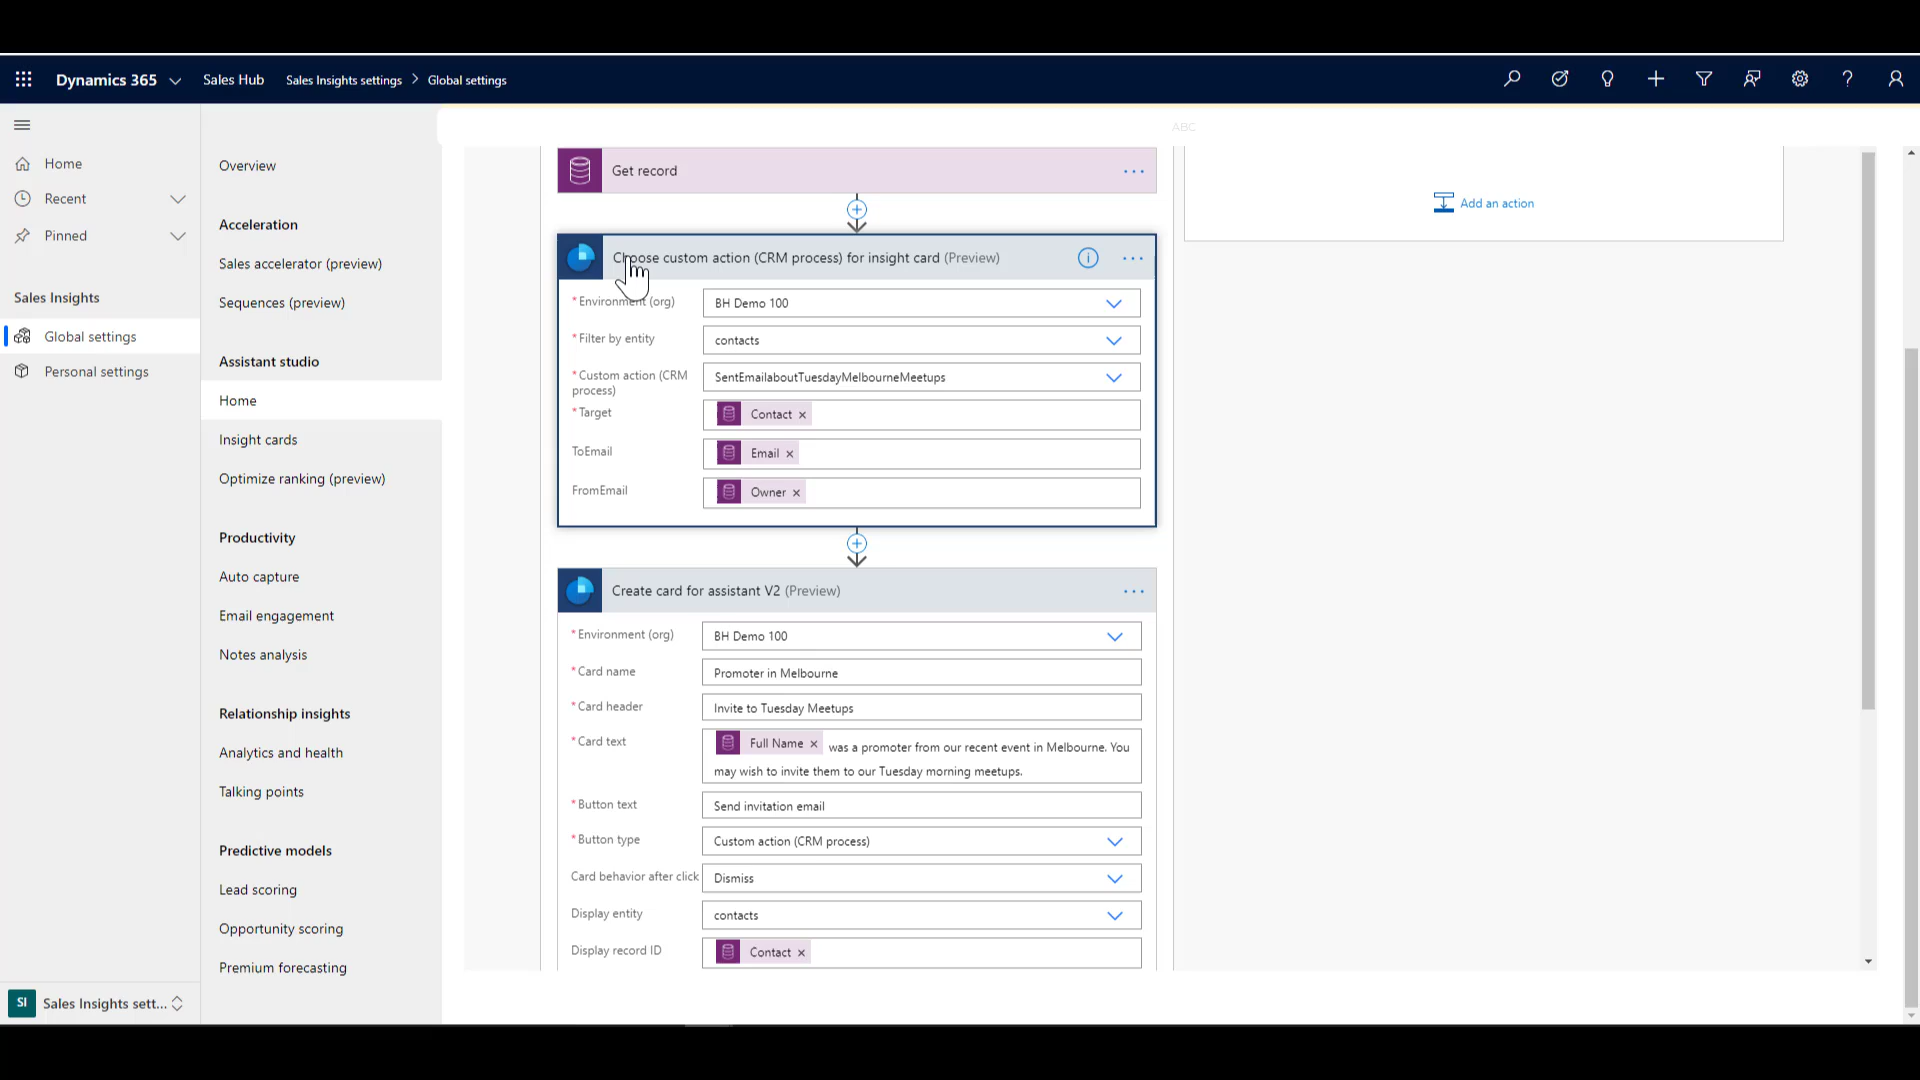 Dynamics 365
Sales Hub
Sales Insights settings > Global settings
ABC
Home
Recent
Pinned
Sales Insights
Global settings
Personal settings
SI Sales Insights sett...
Overview
Acceleration
Sales accelerator (preview)
Sequences (preview)
Assistant studio
Home
Insight cards
Optimize ranking (preview)
Productivity
Auto capture
Email engagement
Notes analysis
Relationship insights
Analytics and health
Talking points
Predictive models
Lead scoring
Opportunity scoring
Premium forecasting
Get record
Choose custom action (CRM process) for insight card (Preview)
*Environment (org) BH Demo 100
*Filter by entity contacts
*Custom action (CRM
process)
SentEmailaboutTuesdayMelbourneMeetups
*Target Contact ×
ToEmail Email ×
FromEmail Owner ×
Create card for assistant V2 (Preview)
*Environment (org) BH Demo 100
*Card name Promoter in Melbourne
*Card header Invite to Tuesday Meetups
*Card text Full Name × was a promoter from our recent event in Melbourne. You
may wish to invite them to our Tuesday morning meetups.
*Button text Send invitation email
*Button type Custom action (CRM process)
Card behavior after click Dismiss
Display entity contacts
Display record ID Contact ×
Add an action